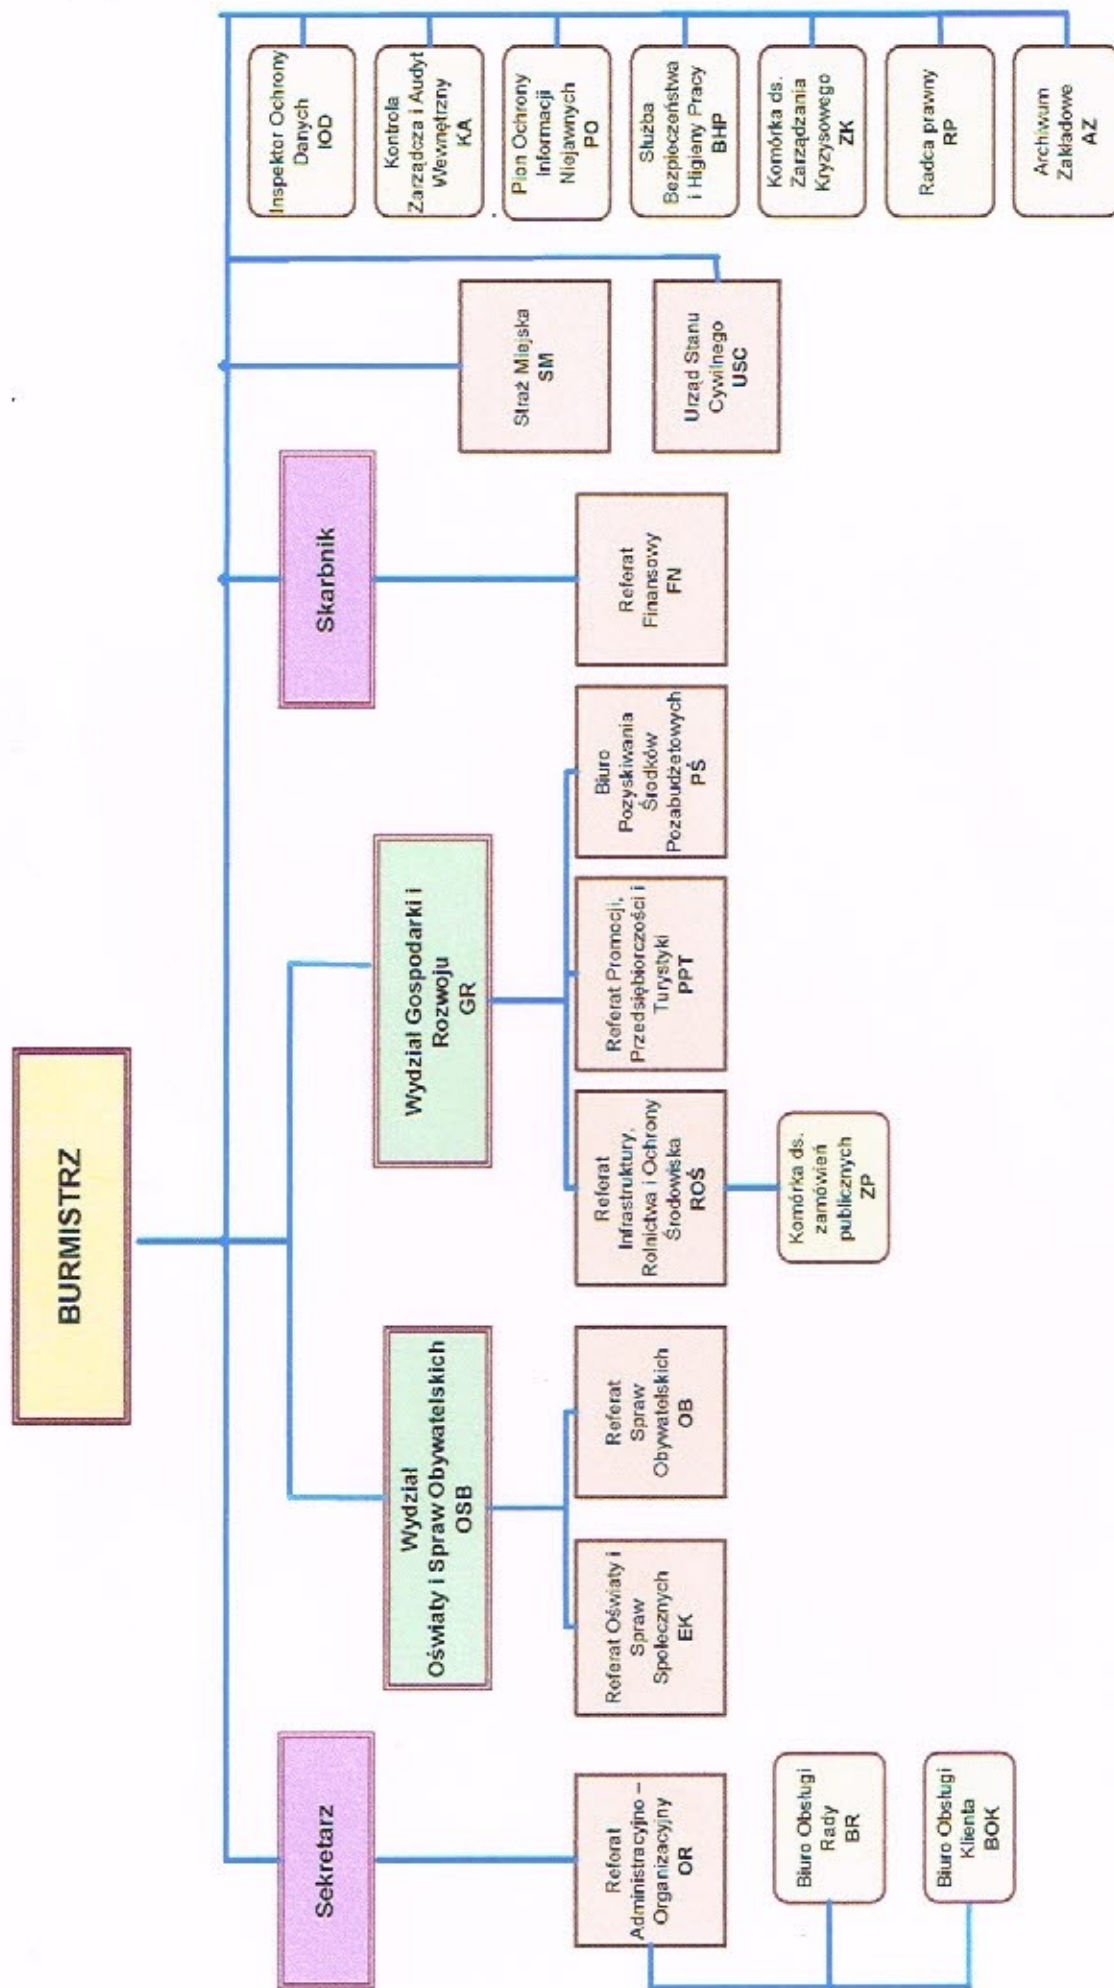 BURMISTRZ
Sekretarz
Skarbnik
Wydział
Oświaty i Spraw Obywatelskich
OSB
Wydział Gospodarki i
Rozwoju
GR
Straż Miejska
SM
Urząd Stanu
Cywilnego
USC
Inspektor Ochrony
Danych
IOD
Kontrola
Zarządcza i Audyt
Wewnętrzny
KA
Pion Ochrony
Informacji
Niejawnych
PO
Służba
Bezpieczeństwa
i Higieny Pracy
BHP
Komórka ds.
Zarządzania
Kryzysowego
ZK
Radca prawny
RP
Archiwum
Zakładowe
AZ
Referat
Administracyjno –
Organizacyjny
OR
Referat Oświaty i
Spraw
Społecznych
EK
Referat
Spraw
Obywatelskich
OB
Referat
Infrastruktury,
Rolnictwa i Ochrony
Środowiska
ROŚ
Referat Promocji,
Przedsiębiorczości i
Turystyki
PPT
Biuro
Pozyskiwania
Środków
Pozabudżetowych
PŚ
Referat
Finansowy
FN
Biuro Obsługi
Rady
BR
Biuro Obsługi
Klienta
BOK
Komórka ds.
zamówień
publicznych
ZP